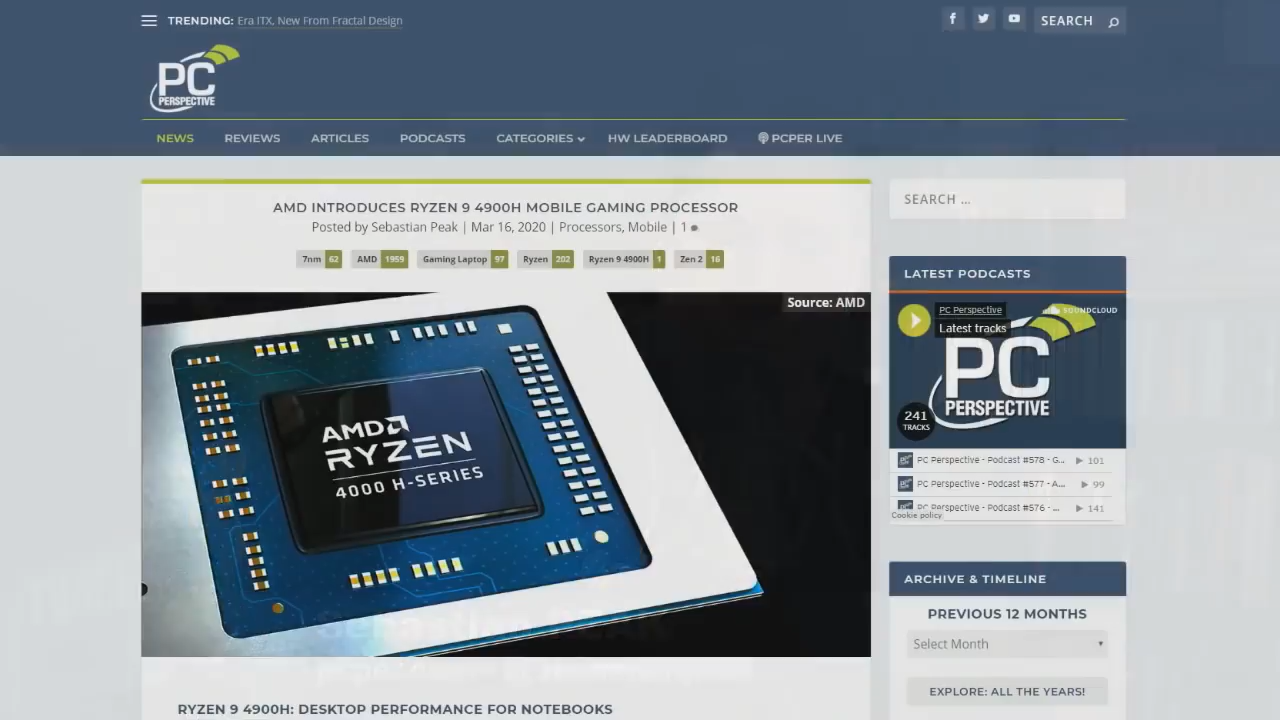 TRENDING: Era ITX, New From Fractal Design
SEARCH
PC
PERSPECTIVE
NEWS REVIEWS ARTICLES PODCASTS CATEGORIES HW LEADERBOARD PCPER LIVE
AMD INTRODUCES RYZEN 9 4900H MOBILE GAMING PROCESSOR
Posted by Sebastian Peak | Mar 16, 2020 | Processors, Mobile | 1
7nm 62 AMD 1959 Gaming Laptop 97 Ryzen 202 Ryzen 9 4900H 1 Zen 2 16
Source: AMD
AMD
RYZEN
4000 H-SERIES
RYZEN 9 4900H: DESKTOP PERFORMANCE FOR NOTEBOOKS
SEARCH …
LATEST PODCASTS
PC Perspective
SOUNDCLOUD
Latest tracks
PC
PERSPECTIVE
241
TRACKS
PC Perspective - Podcast #578 - G... 101
PC Perspective - Podcast #577 - A... 99
PC Perspective - Podcast #576 - ... 141
Cookie policy
ARCHIVE & TIMELINE
PREVIOUS 12 MONTHS
Select Month
EXPLORE: ALL THE YEARS!